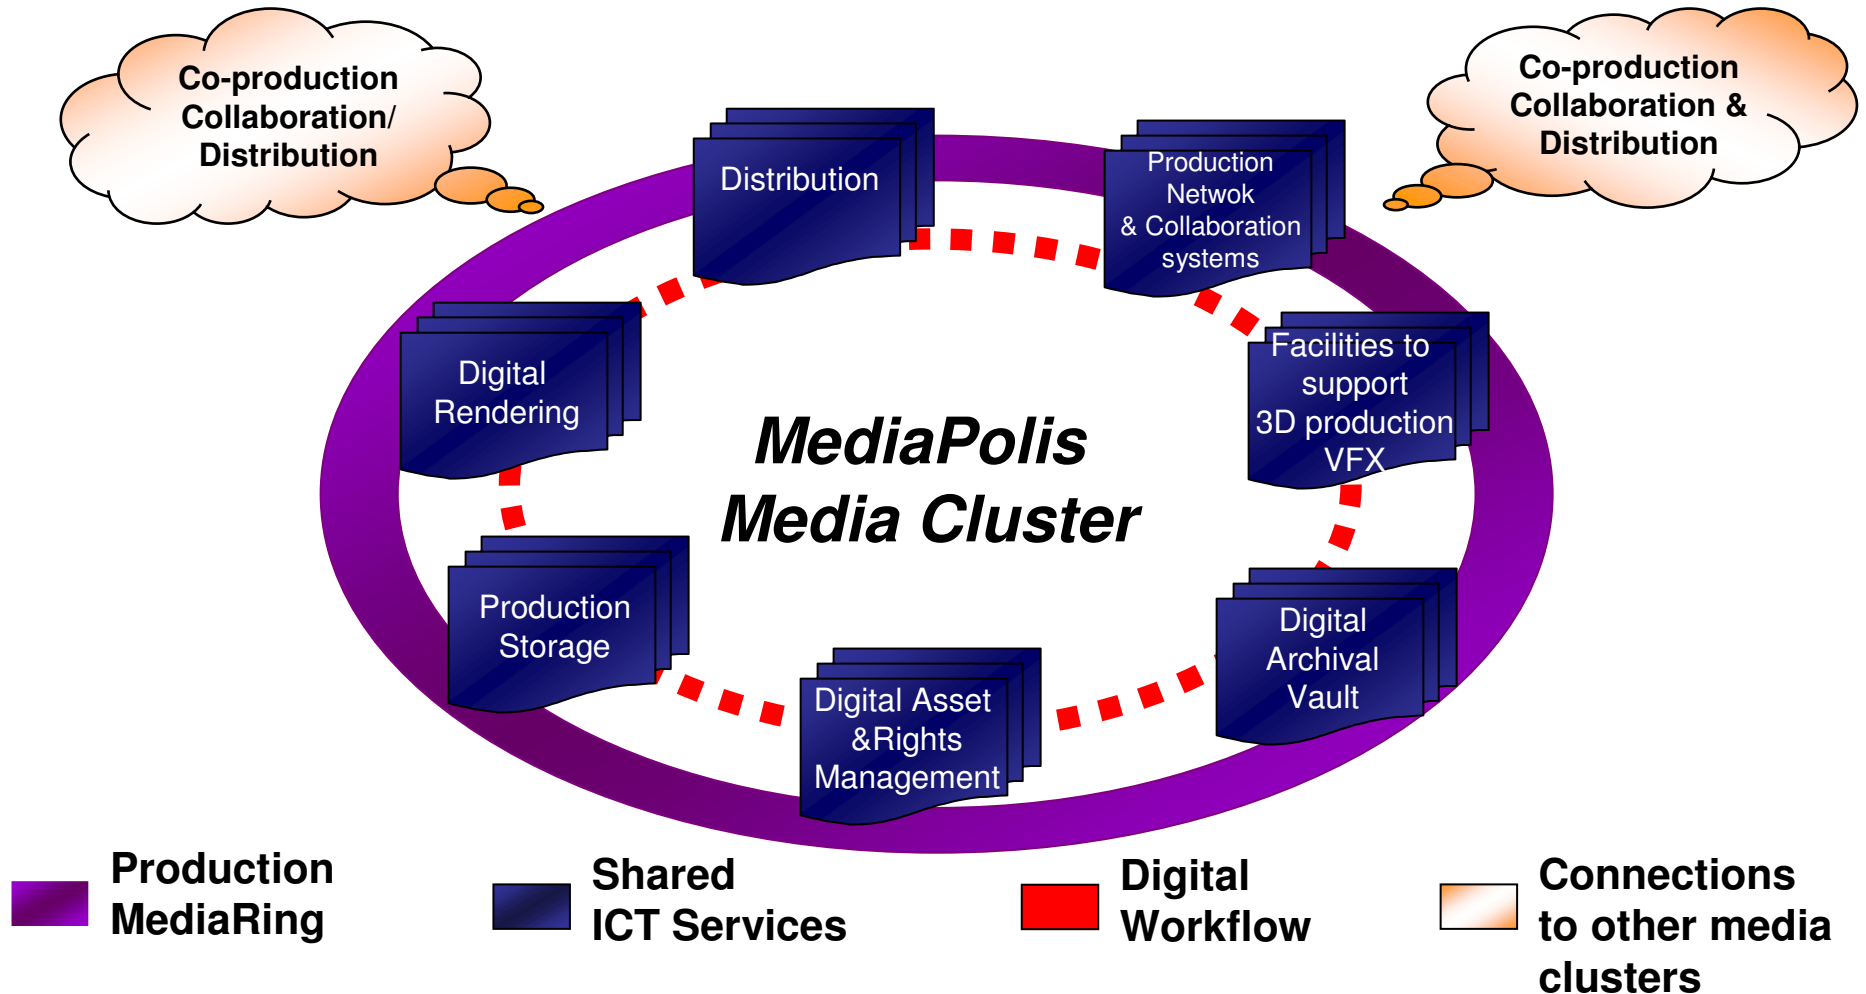 Co-production
Collaboration/
Distribution
Co-production
Collaboration &
Distribution
Distribution
Production
Netwok
& Collaboration
systems
Digital
Rendering
Facilities to
support
3D production
VFX
MediaPolis
Media Cluster
Production
Storage
Digital
Archival
Vault
Digital Asset
&Rights
Management
Production
MediaRing
Shared
ICT Services
Digital
Workflow
Connections
to other media
clusters